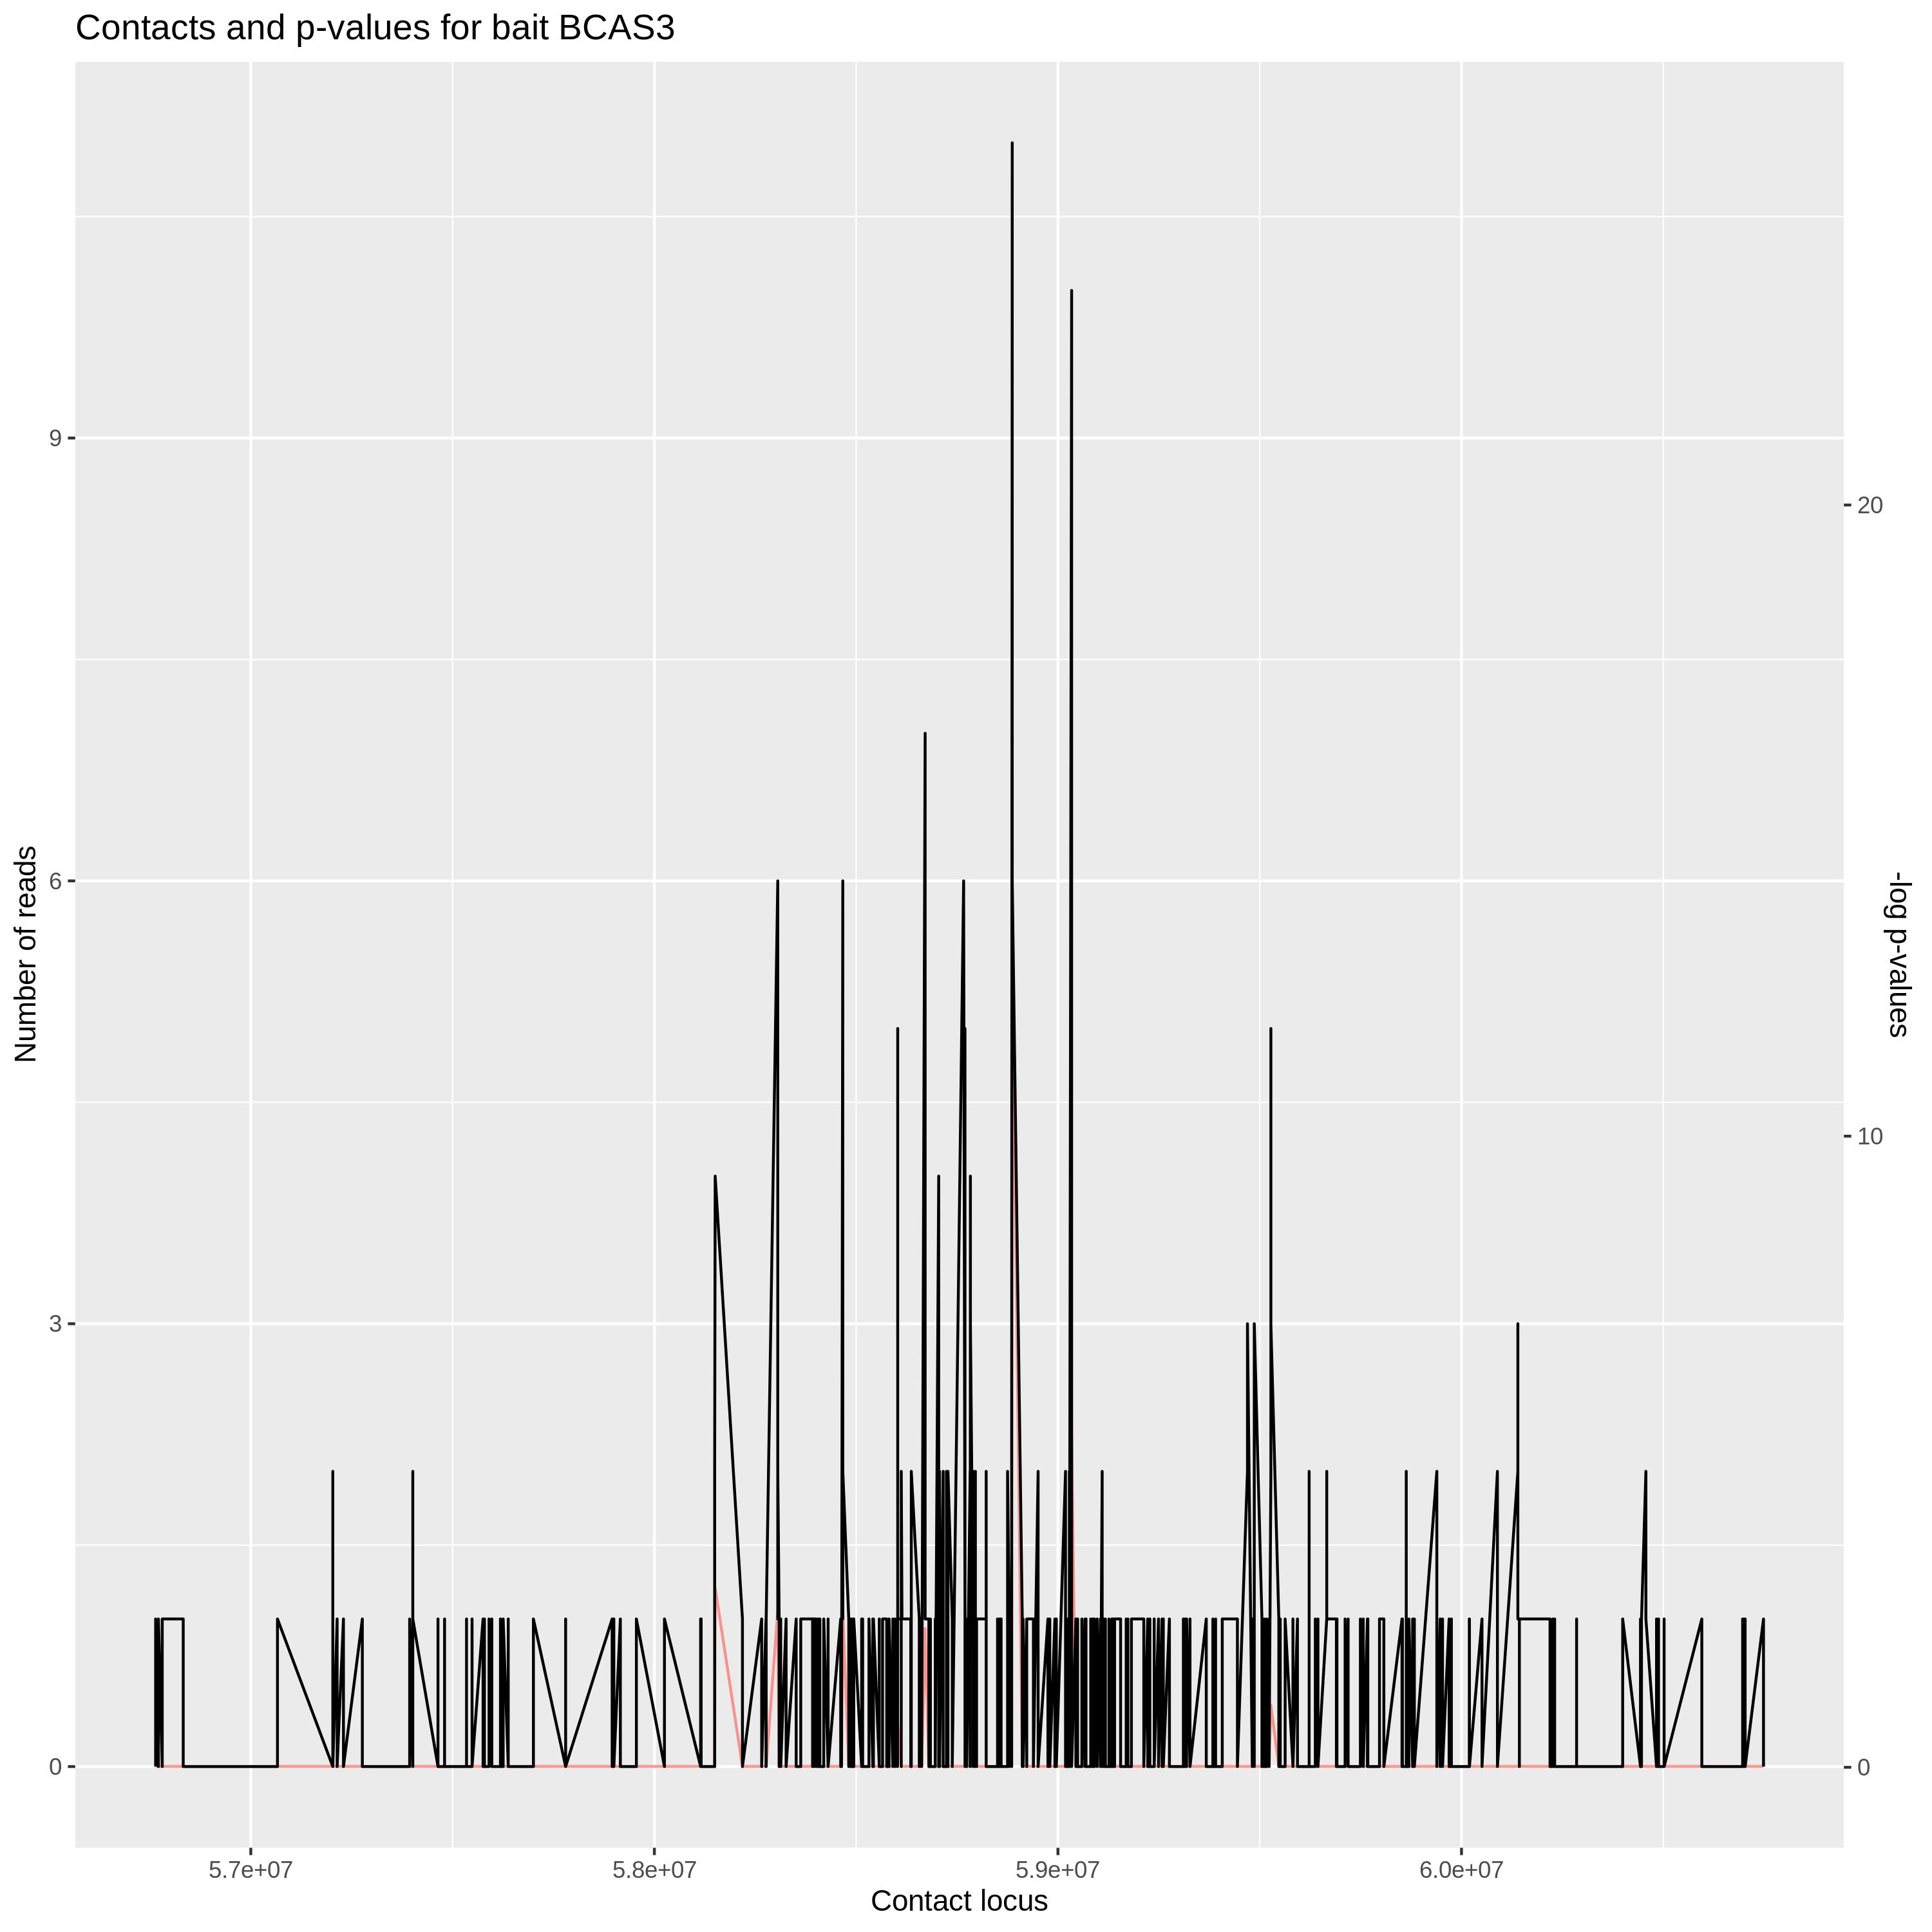 Contacts and p-values for bait BCAS3
Number of reads
9
6
3
0
20
10
0
-log p-values
5.7e+07 5.8e+07 5.9e+07 6.0e+07
Contact locus